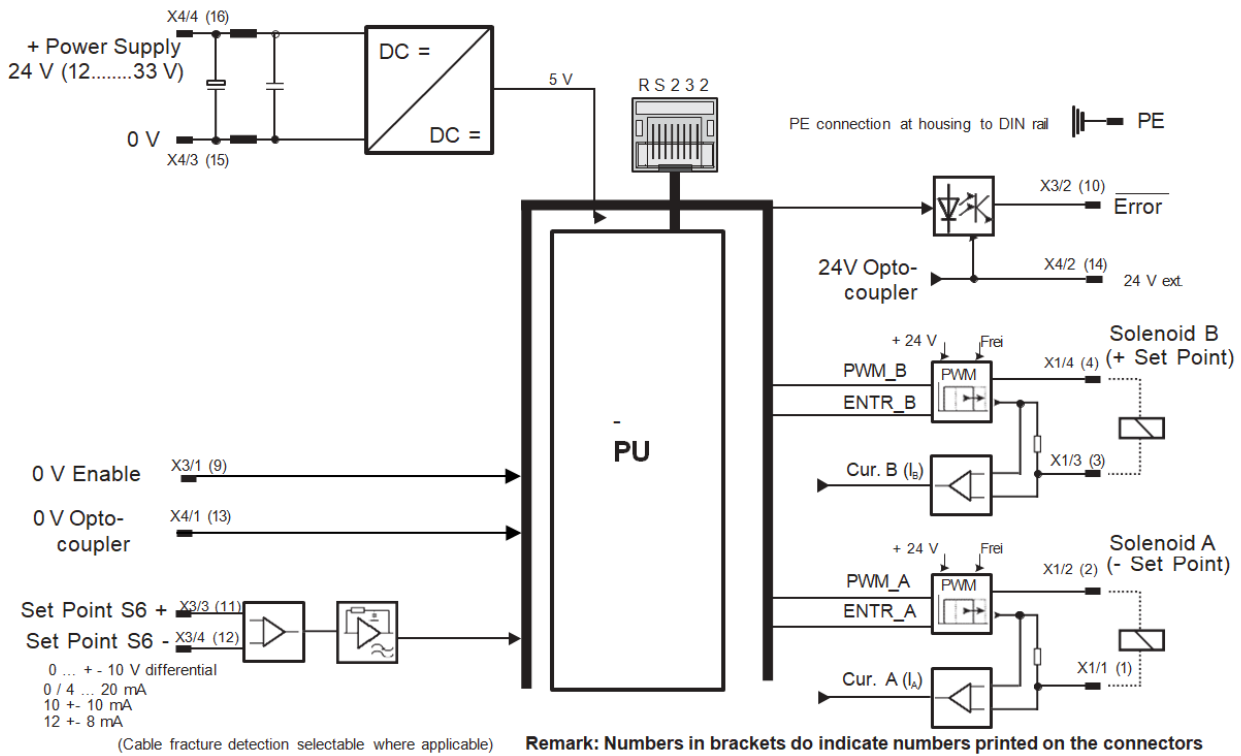 X4/4 (16)
+ Power Supply
24 V (12........33 V)
0 V
X4/3 (15)
DC =
DC =
5 V
RS232
PE connection at housing to DIN rail
PE
X3/2 (10)
Error
24V Opto-
coupler
X4/2 (14)
24 V ext.
+ 24 V
Frei
PWM_B
ENTR_B
PWM
X1/4 (4)
Solenoid B
(+ Set Point)
Cur. B (IB)
X1/3 (3)
+ 24 V
Frei
PWM_A
ENTR_A
PWM
X1/2 (2)
Solenoid A
(- Set Point)
Cur. A (IA)
X1/1 (1)
-
PU
0 V Enable
X3/1 (9)
0 V Opto-
coupler
X4/1 (13)
Set Point S6 +
X3/3 (11)
Set Point S6 -
X3/4 (12)
0 ... + - 10 V differential
0 / 4 ... 20 mA
10 +- 10 mA
12 +- 8 mA
(Cable fracture detection selectable where applicable)
Remark: Numbers in brackets do indicate numbers printed on the connectors